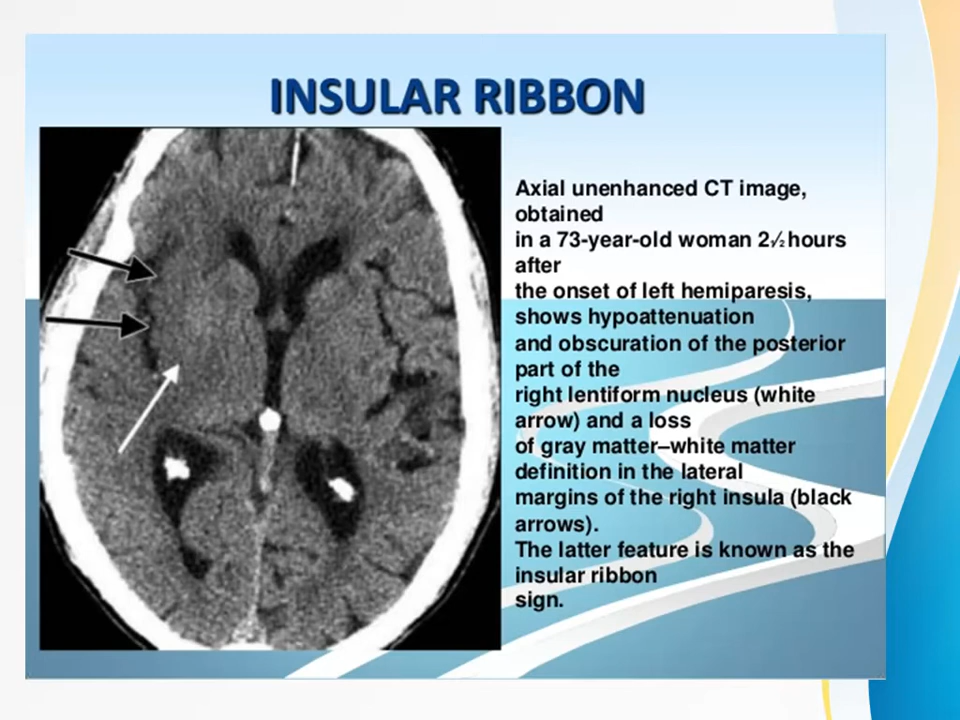 INSULAR RIBBON
Axial unenhanced CT image,
obtained
in a 73-year-old woman 2½ hours
after
the onset of left hemiparesis,
shows hypoattenuation
and obscuration of the posterior
part of the
right lentiform nucleus (white
arrow) and a loss
of gray matter–white matter
definition in the lateral
margins of the right insula (black
arrows).
The latter feature is known as the
insular ribbon
sign.